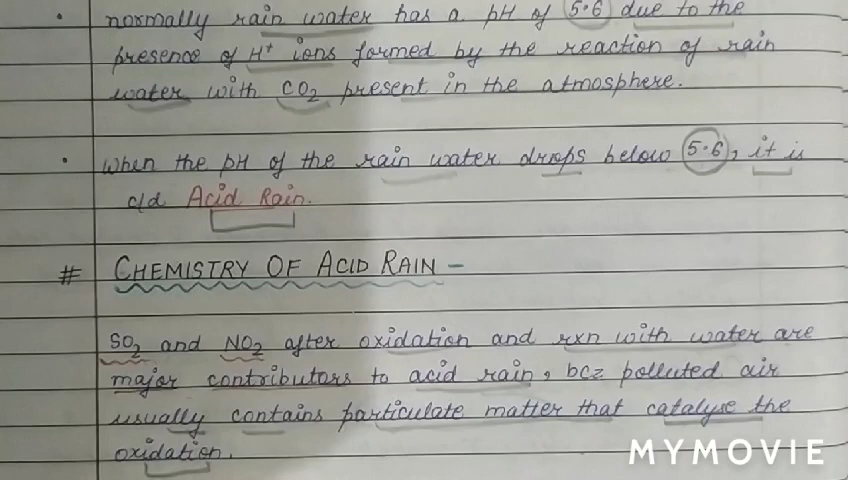 • normally rain water has a pH of 5.6 due to the
presence of H⁺ ions formed by the reaction of rain
water with CO₂ present in the atmosphere.
• When the pH of the rain water drops below 5.6, it is
c/d Acid Rain.
# CHEMISTRY OF ACID RAIN -
SO₂ and NO₂ after oxidation and rxn with water are
major contributors to acid rain, bcz polluted air
usually contains particulate matter that catalyse the
oxidation.
MYMOVIE